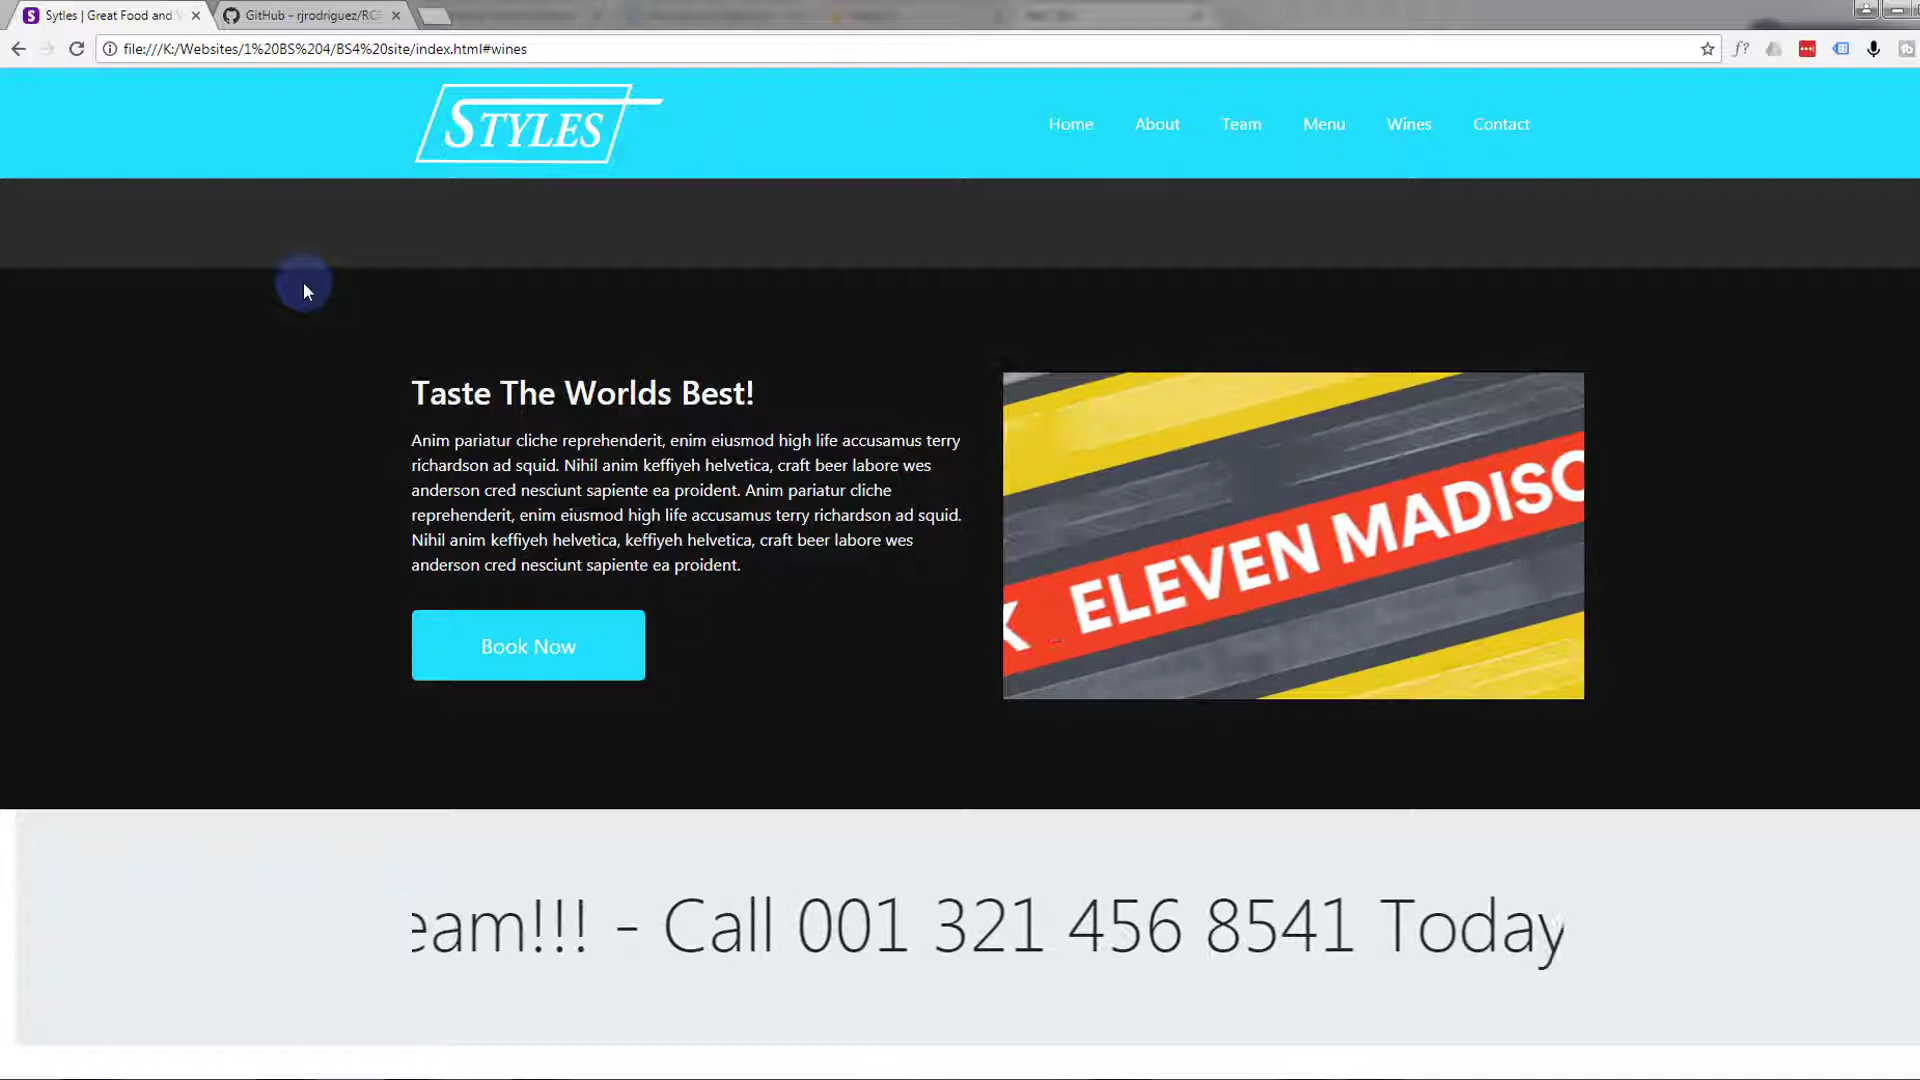 Sytles | Great Food and
GitHub - rjrodriguez/RC
file:///K:/Websites/1%20BS%204/BS4%20site/index.html#wines
f?
STYLES
Home
About
Team
Menu
Wines
Contact
Taste The Worlds Best!
Anim pariatur cliche reprehenderit, enim eiusmod high life accusamus terry
richardson ad squid. Nihil anim keffiyeh helvetica, craft beer labore wes
anderson cred nesciunt sapiente ea proident. Anim pariatur cliche
reprehenderit, enim eiusmod high life accusamus terry richardson ad squid.
Nihil anim keffiyeh helvetica, keffiyeh helvetica, craft beer labore wes
anderson cred nesciunt sapiente ea proident.
Book Now
K ELEVEN MADISO
eam!!! - Call 001 321 456 8541 Today